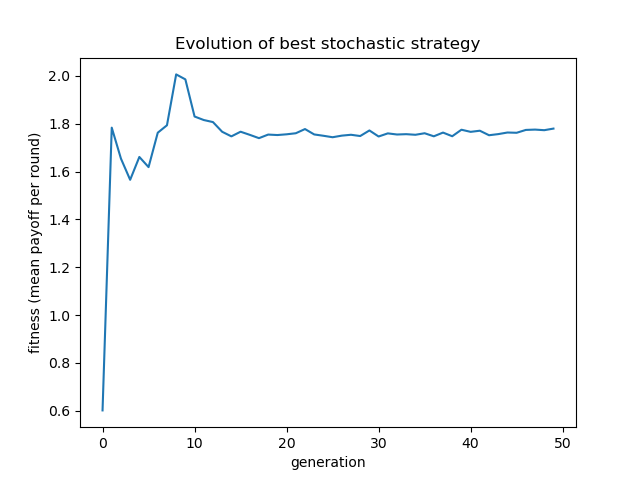 Evolution of best stochastic strategy
fitness (mean payoff per round)
2.0
1.8
1.6
1.4
1.2
1.0
0.8
0.6
0 10 20 30 40 50
generation